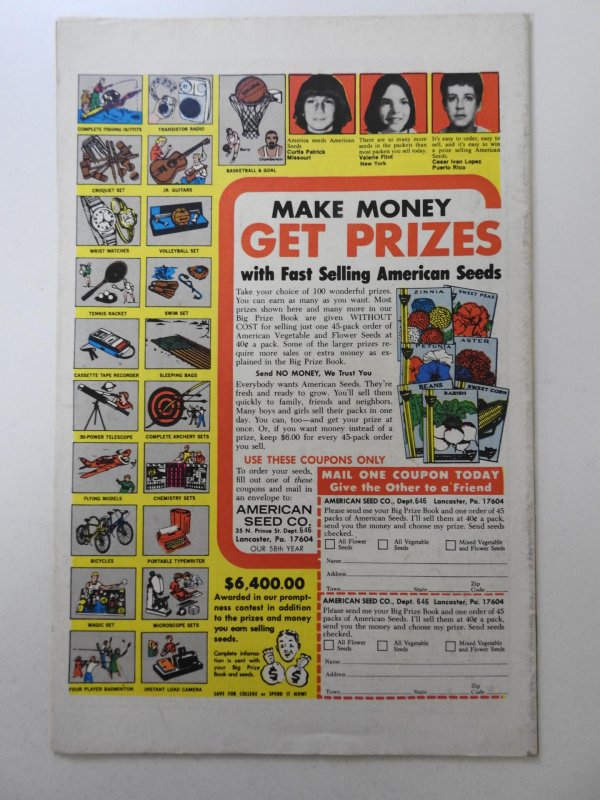 COMPLETE FISHING OUTFITS
TRANSISTOR RADIO
CROQUET SET
JR. GUITARS
WRIST WATCHES
VOLLEYBALL SET
TENNIS RACKET
SWIM SET
CASSETTE TAPE RECORDER
SLEEPING BAGS
30-POWER TELESCOPE
COMPLETE ARCHERY SETS
FLYING MODELS
CHEMISTRY SETS
BICYCLES
PORTABLE TYPEWRITER
MAGIC SET
MICROSCOPE SETS
FOUR PLAYER BADMINTON
INSTANT LOAD CAMERA
Barry
Chamberlain
BASKETBALL & GOAL
America needs American
Seeds
Curtis Patrick
Missouri
There are so many more
seeds in the packets than
most packets you sell today.
Valerie Flint
New York
It's easy to order, easy to
sell, and it's easy to win
a prize selling American
Seeds.
Cesar Ivan Lopez
Puerto Rico
MAKE MONEY
GET PRIZES
with Fast Selling American Seeds
Take your choice of 100 wonderful prizes.
You can earn as many as you want. Most
prizes shown here and many more in our
Big Prize Book are given WITHOUT
COST for selling just one 45-pack order of
American Vegetable and Flower Seeds at
40¢ a pack. Some of the larger prizes re-
quire more sales or extra money as ex-
plained in the Big Prize Book.
Send NO MONEY, We Trust You
Everybody wants American Seeds. They're
fresh and ready to grow. You'll sell them
quickly to family, friends and neighbors.
Many boys and girls sell their packs in one
day. You can, too—and get your prize at
once. Or, if you want money instead of a
prize, keep $6.00 for every 45-pack order
you sell.
ZINNIA
SWEET PEAS
PETUNIA
ASTER
BEANS
RADISH
SWEET CORN
USE THESE COUPONS ONLY
To order your seeds,
fill out one of these
coupons and mail in
an envelope to:
AMERICAN
SEED CO.
35 N. Prince St. Dept. 646
Lancaster, Pa. 17604
OUR 58th YEAR
MAIL ONE COUPON TODAY
Give the Other to a Friend
AMERICAN SEED CO., Dept. 646 Lancaster, Pa. 17604
Please send me your Big Prize Book and one order of 45
packs of American Seeds. I'll sell them at 40¢ a pack,
send you the money and choose my prize. Send seeds
checked.
All Flower
Seeds
All Vegetable
Seeds
Mixed Vegetable
and Flower Seeds
Name
Address
Town State Zip Code
AMERICAN SEED CO., Dept. 646 Lancaster, Pa. 17604
Please send me your Big Prize Book and one order of 45
packs of American Seeds. I'll sell them at 40¢ a pack,
send you the money and choose my prize. Send seeds
checked.
All Flower
Seeds
All Vegetable
Seeds
Mixed Vegetable
and Flower Seeds
Name
Address
Town State Zip Code
$6,400.00
Awarded in our prompt-
ness contest in addition
to the prizes and money
you earn selling
seeds.
Complete informa-
tion is sent with
your Big Prize
Book and seeds.
$ $
SAVE FOR COLLEGE or SPEND IT NOW!